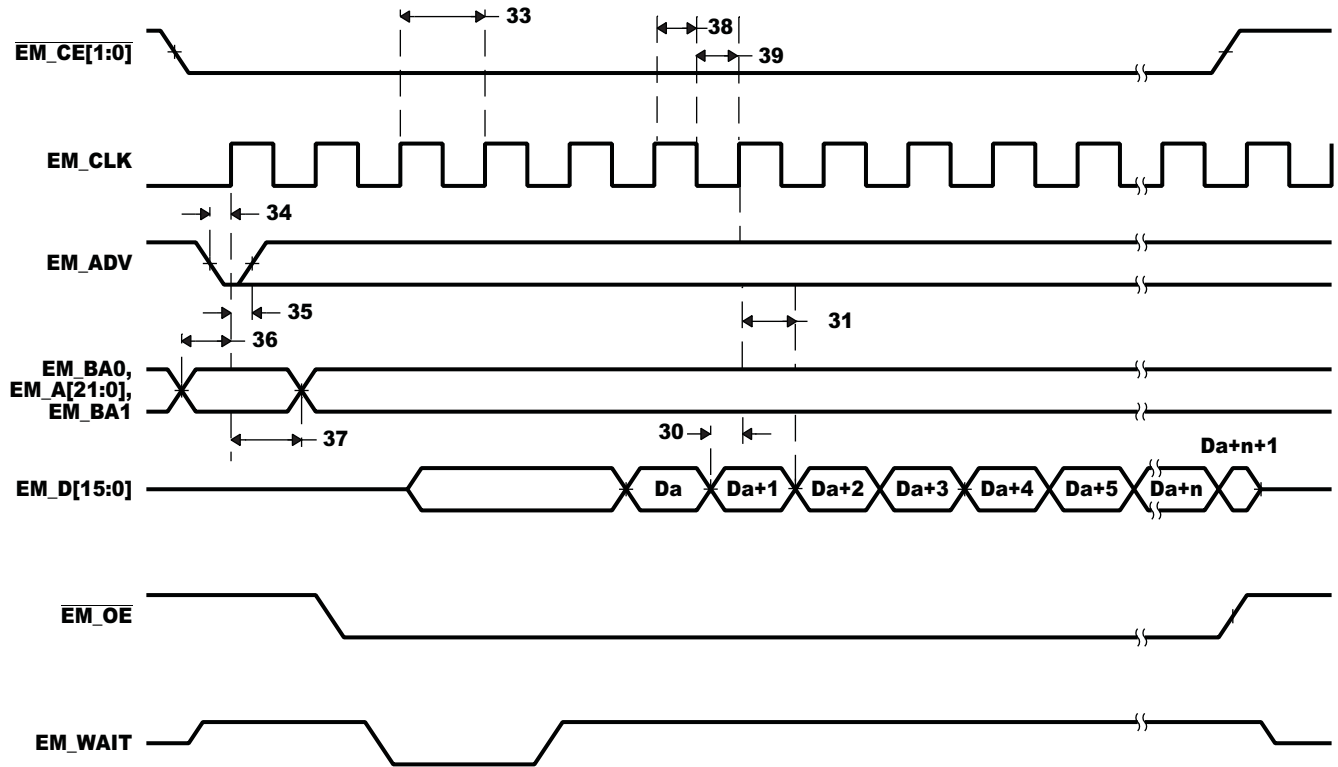 33
38
39
EM_CE[1:0]
EM_CLK
34
EM_ADV
35
31
36
EM_BA0,
EM_A[21:0],
EM_BA1
37
30
Da+n+1
EM_D[15:0]
Da
Da+1
Da+2
Da+3
Da+4
Da+5
Da+n
EM_OE
EM_WAIT